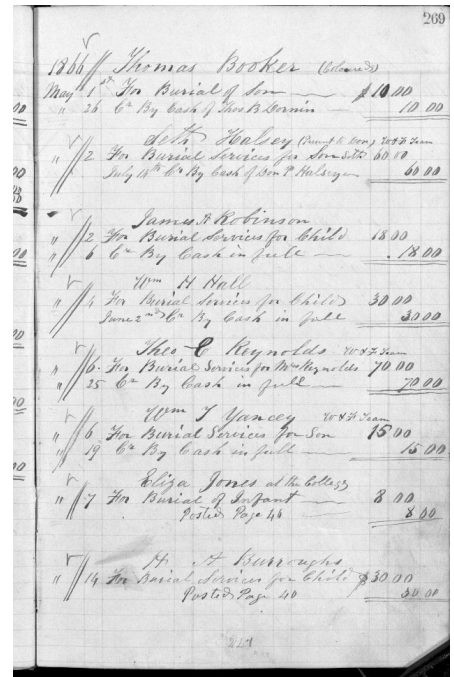 269
1866 Thomas Booker (Coloured)
May 1st For Burial of Son $10 00
" 26 Cr By Cash of Thos B Dornin 10 00
Seth Halsey W & F Team
" 2 For Burial Services for Son Seth 60 00
July 14th Cr By Cash of Don P Halsey 60 00
James A Robinson
" 2 For Burial Services for Child 18 00
" 6 Cr By Cash in full 18 00
Wm H Hall
" 4 For Burial Services for Child 30 00
June 2nd Cr By Cash in full 30 00
Theo C Reynolds W & F Team
" 6 For Burial Services for Mrs Reynolds 70 00
" 25 Cr By Cash in full 70 00
Wm T Yancey W & F Team
" 6 For Burial Services for Son 15 00
" 19 Cr By Cash in full 15 00
Eliza Jones at the College
" 7 For Burial of Infant 8 00
Posted Page 46 8 00
H A Burroughs
" 14 For Burial Services for Child $30 00
Posted Page 40 30 00